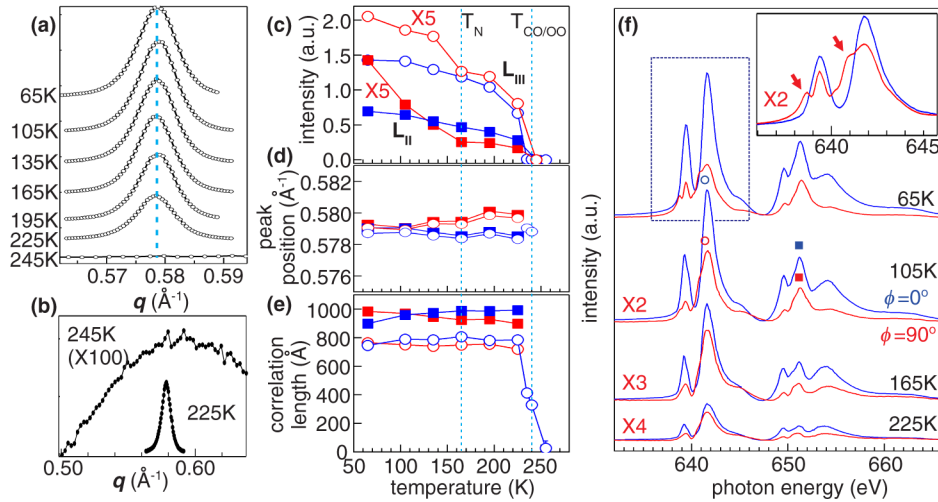 (a)
65K
105K
135K
165K
195K
225K
245K
0.57 0.58 0.59
q (Å-1)
(b)
245K
(X100)
225K
0.50 0.60
q (Å-1)
(c)
X5
TN
TCO/OO
LIII
X5
LII
intensity (a.u.)
2.0
1.5
1.0
0.5
0.0
(d)
peak
position (Å-1)
0.582
0.580
0.578
0.576
(e)
correlation
length (Å)
1000
800
600
400
200
0
50 100 150 200 250
temperature (K)
(f)
X2
640 645
65K
105K
X2
ϕ=0o
ϕ=90o
X3
165K
X4
225K
intensity (a.u.)
640 650 660
photon energy (eV)